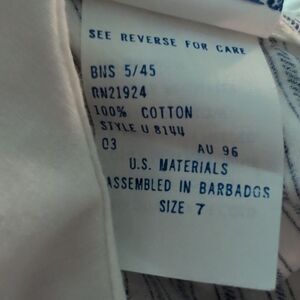 SEE REVERSE FOR CARE
BNS 5/45
RN21924
100% COTTON
STYLE U 8144
03 AU 96
U.S. MATERIALS
ASSEMBLED IN BARBADOS
SIZE 7